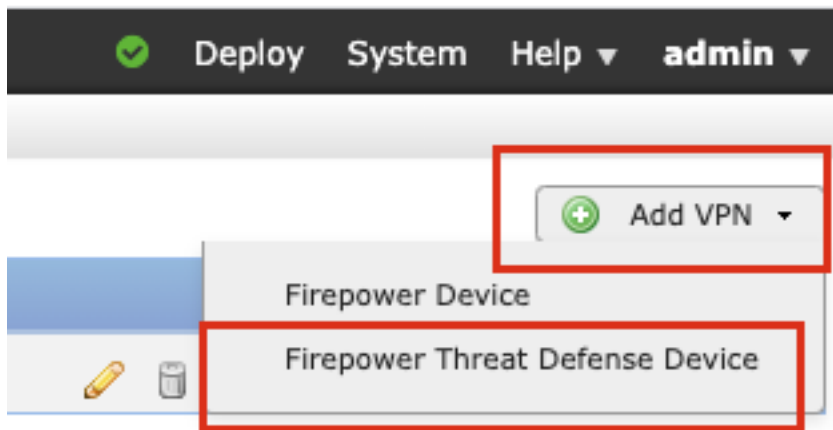 Deploy System Help admin
Add VPN
Firepower Device
Firepower Threat Defense Device